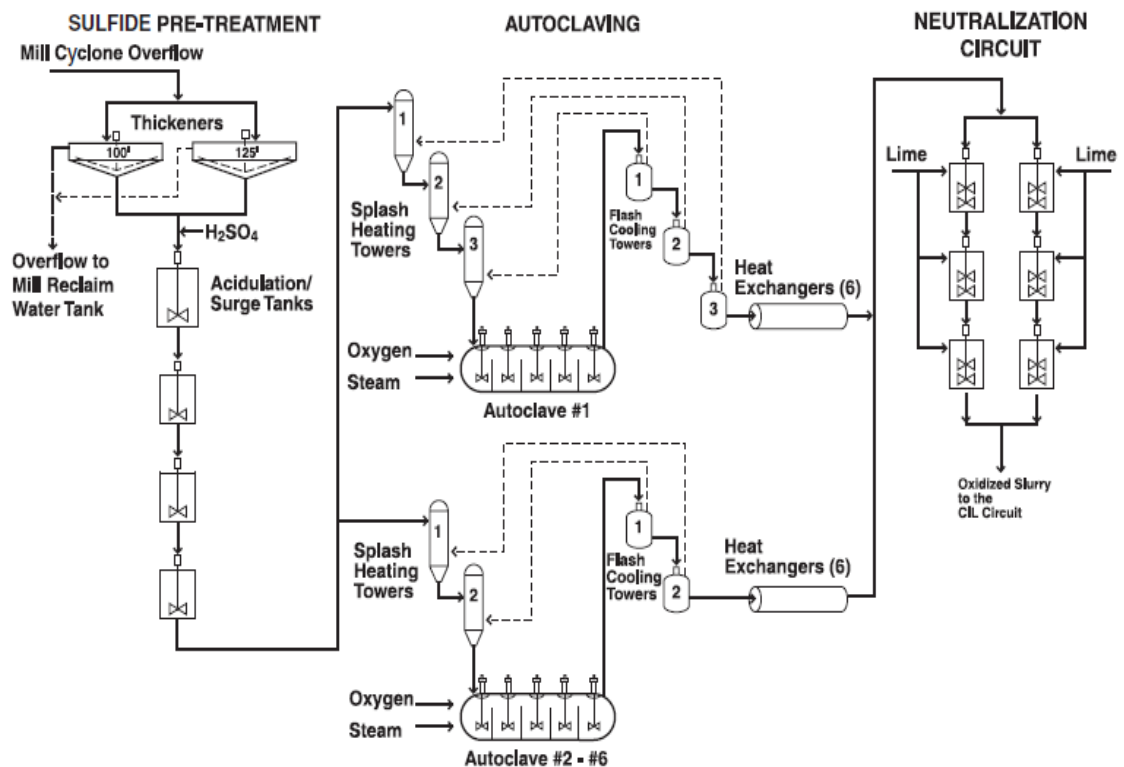 SULFIDE PRE-TREATMENT
Mill Cyclone Overflow
Thickeners
100'
125'
H₂SO₄
Overflow to
Mill Reclaim
Water Tank
Acidulation/
Surge Tanks
AUTOCLAVING
1
2
3
Splash
Heating
Towers
1
2
3
Flash
Cooling
Towers
Heat
Exchangers (6)
Oxygen
Steam
Autoclave #1
1
2
Splash
Heating
Towers
1
2
Flash
Cooling
Towers
Heat
Exchangers (6)
Oxygen
Steam
Autoclave #2 - #6
NEUTRALIZATION
CIRCUIT
Lime
Lime
Oxidized Slurry
to the
CIL Circuit